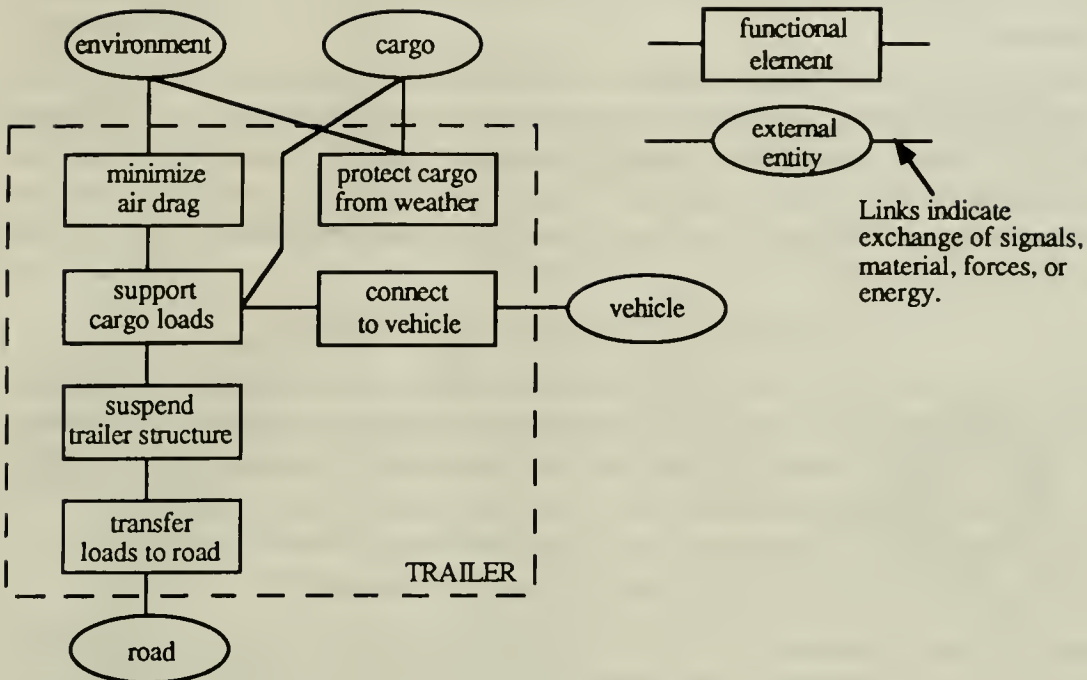 environment
cargo
functional
element
external
entity
minimize
air drag
protect cargo
from weather
Links indicate
exchange of signals,
material, forces, or
energy.
support
cargo loads
connect
to vehicle
vehicle
suspend
trailer structure
transfer
loads to road
TRAILER
road